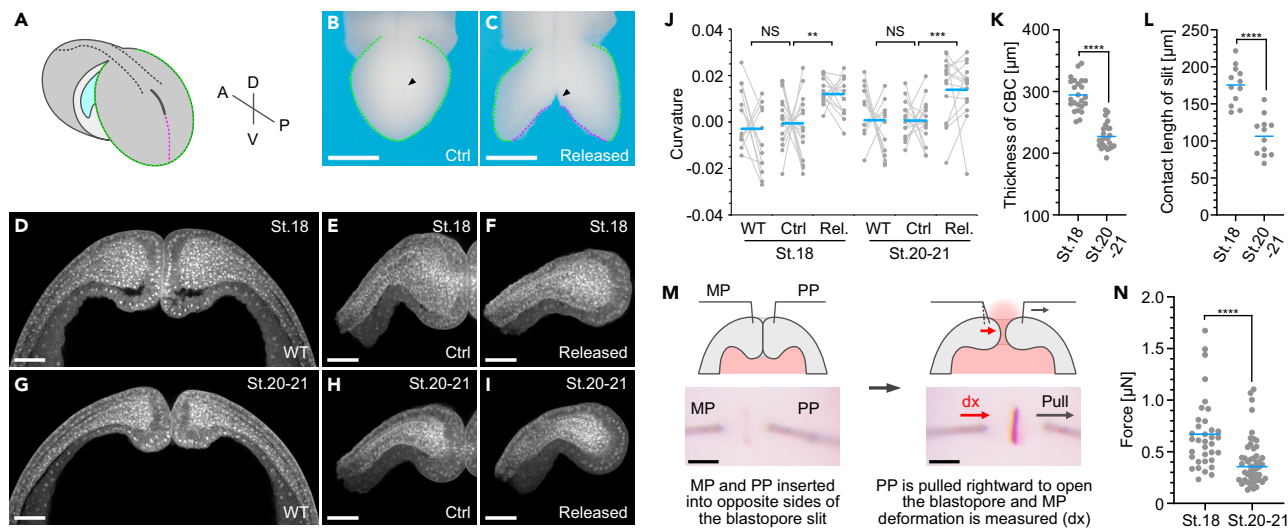 A
D
A
P
V
B
Ctrl
C
Released
D
St.18
WT
E
St.18
Ctrl
F
St.18
Released
G
St.20-21
WT
H
St.20-21
Ctrl
I
St.20-21
Released
J
NS
**
NS
***
Curvature
0.04
0.02
0.00
-0.02
-0.04
WT Ctrl Rel. WT Ctrl Rel.
St.18 St.20-21
K
****
Thickness of CBC [µm]
400
300
200
100
St.18
St.20
-21
L
****
Contact length of slit [µm]
250
200
150
100
50
0
St.18
St.20
-21
M
MP PP
MP PP
dx Pull
MP and PP inserted
into opposite sides of
the blastopore slit
PP is pulled rightward to open
the blastopore and MP
deformation is measured (dx)
N
****
Force [µN]
2.0
1.5
1.0
0.5
0
St.18
St.20-21